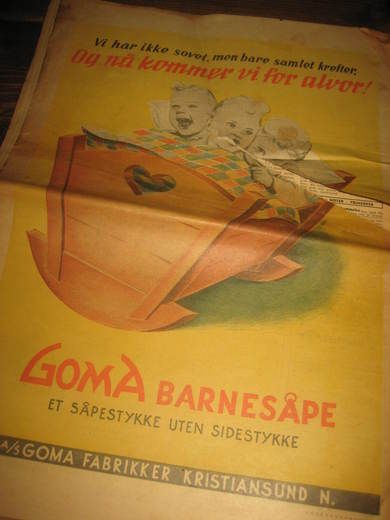 Vi har ikke sovet, men bare samlet krefter.
Og nå kommer vi for alvor!
GOMA BARNESÅPE
ET SÅPESTYKKE UTEN SIDESTYKKE
A/S GOMA FABRIKKER KRISTIANSUND N.